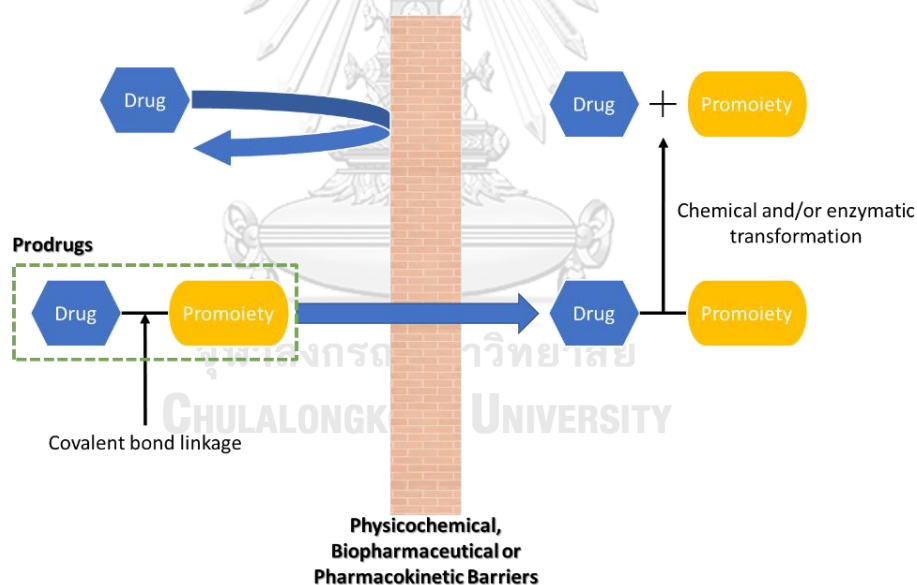 Drug
Drug + Promoiety
Chemical and/or enzymatic
transformation
Prodrugs
Drug
Promoiety
Drug
Promoiety
CHULALONGK UNIVERSITY
Covalent bond linkage
Physicochemical,
Biopharmaceutical or
Pharmacokinetic Barriers